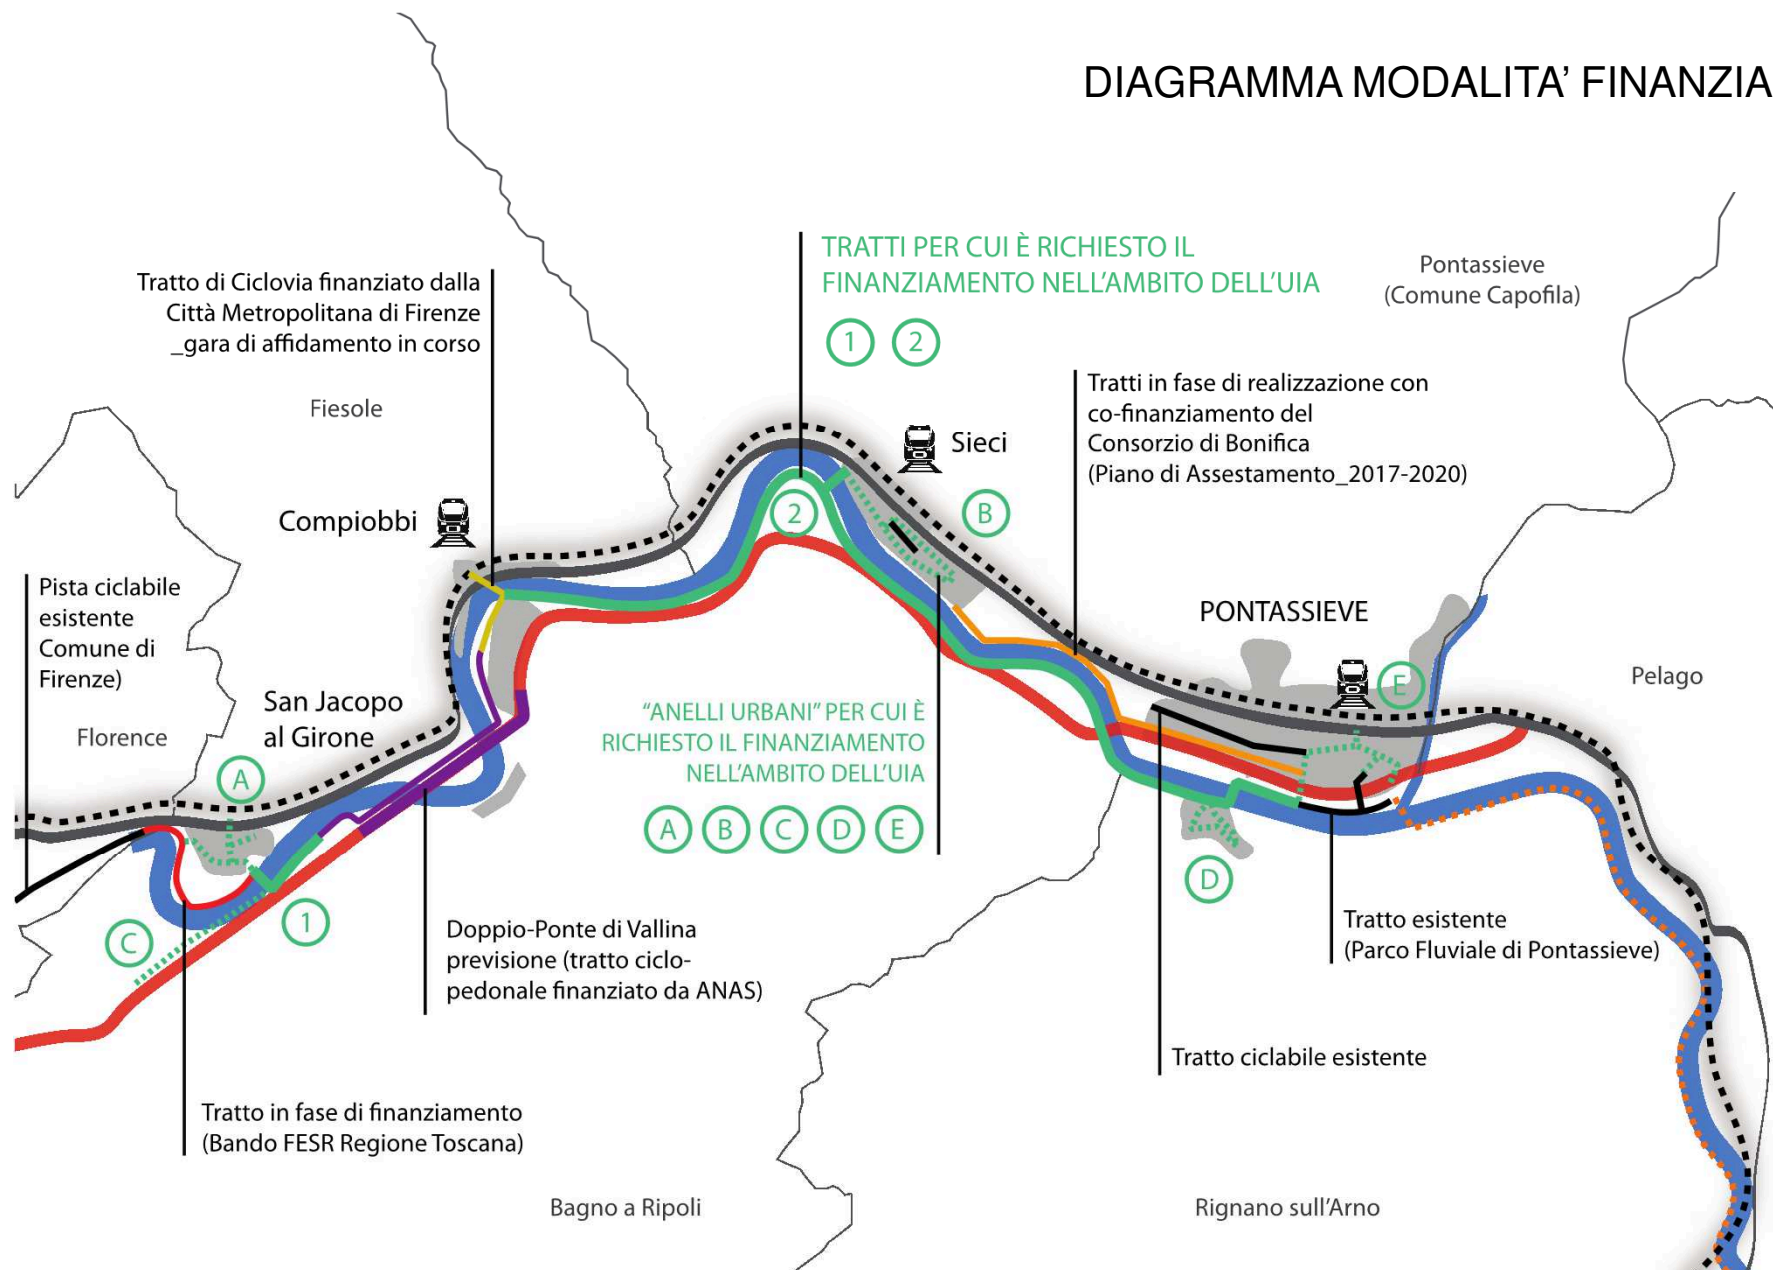 DIAGRAMMA MODALITA’ FINANZIA
TRATTI PER CUI È RICHIESTO IL
FINANZIAMENTO NELL’AMBITO DELL’UIA
1 2
Tratto di Ciclovia finanziato dalla
Città Metropolitana di Firenze
_gara di affidamento in corso
Pontassieve
(Comune Capofila)
Fiesole
Tratti in fase di realizzazione con
co-finanziamento del
Consorzio di Bonifica
(Piano di Assestamento_2017-2020)
Sieci
Compiobbi
2
B
Pista ciclabile
esistente
Comune di
Firenze)
PONTASSIEVE
E
Pelago
San Jacopo
al Girone
Florence
A
“ANELLI URBANI” PER CUI È
RICHIESTO IL FINANZIAMENTO
NELL’AMBITO DELL’UIA
A B C D E
D
C
1
Doppio-Ponte di Vallina
previsione (tratto ciclo-
pedonale finanziato da ANAS)
Tratto esistente
(Parco Fluviale di Pontassieve)
Tratto ciclabile esistente
Tratto in fase di finanziamento
(Bando FESR Regione Toscana)
Bagno a Ripoli
Rignano sull’Arno